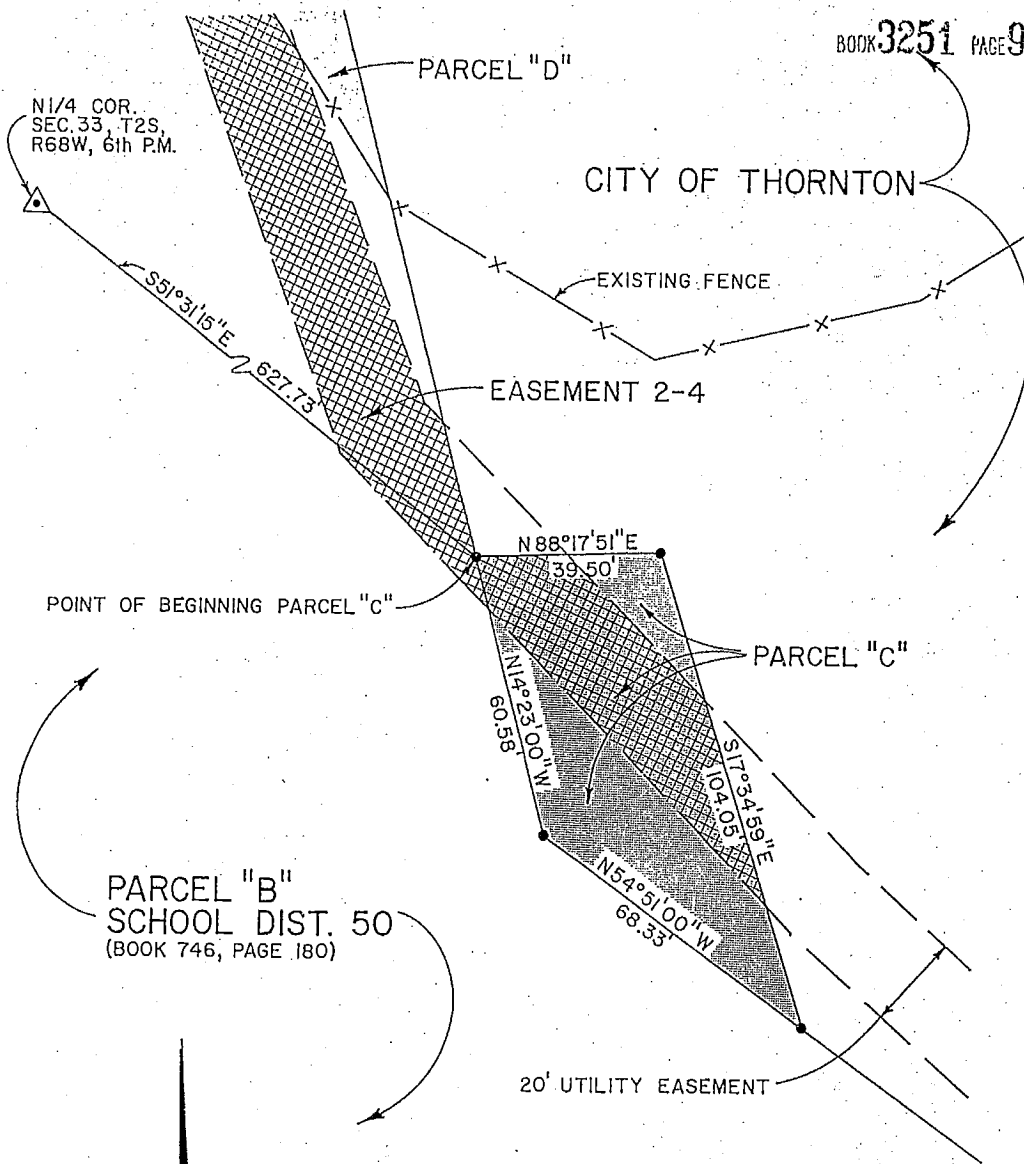 BOOK 3251 PAGE 9
PARCEL "D"
N1/4 COR.
SEC. 33, T2S,
R68W, 6th P.M.
CITY OF THORNTON
EXISTING FENCE
S51°31'15"E
627.73'
EASEMENT 2-4
N88°17'51"E
39.50'
POINT OF BEGINNING PARCEL "C"
PARCEL "C"
N14°23'00"W
60.58'
S17°34'59"E
104.05'
N54°51'00"W
68.33'
PARCEL "B"
SCHOOL DIST. 50
(BOOK 746, PAGE 180)
20' UTILITY EASEMENT